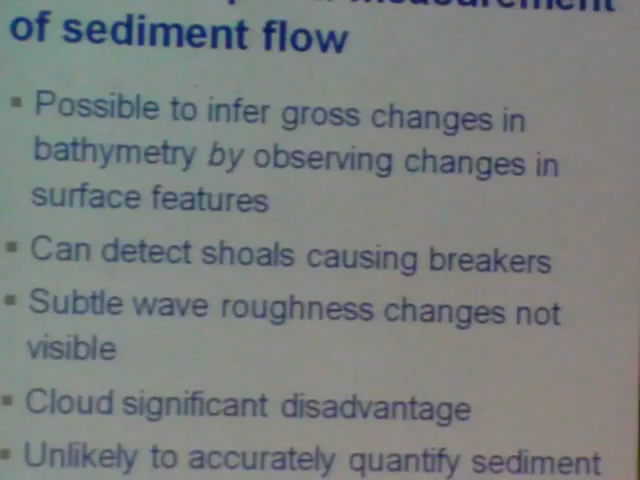 measurement
of sediment flow
Possible to infer gross changes in
bathymetry by observing changes in
surface features
Can detect shoals causing breakers
Subtle wave roughness changes not
visible
Cloud significant disadvantage
Unlikely to accurately quantify sediment